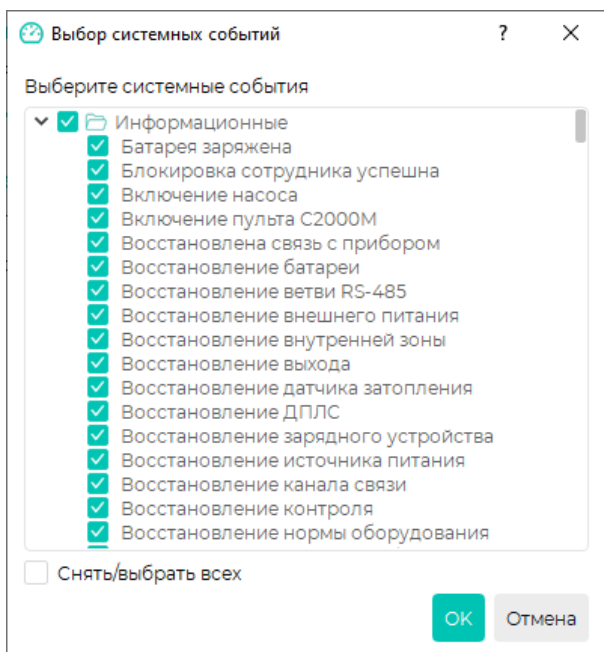 Выбор системных событий ?
Выберите системные события
Информационные
Батарея заряжена
Блокировка сотрудника успешна
Включение насоса
Включение пульта С2000М
Восстановлена связь с прибором
Восстановление батареи
Восстановление ветви RS-485
Восстановление внешнего питания
Восстановление внутренней зоны
Восстановление выхода
Восстановление датчика затопления
Восстановление ДПЛС
Восстановление зарядного устройства
Восстановление источника питания
Восстановление канала связи
Восстановление контроля
Восстановление нормы оборудования
Снять/выбрать всех
OK Отмена